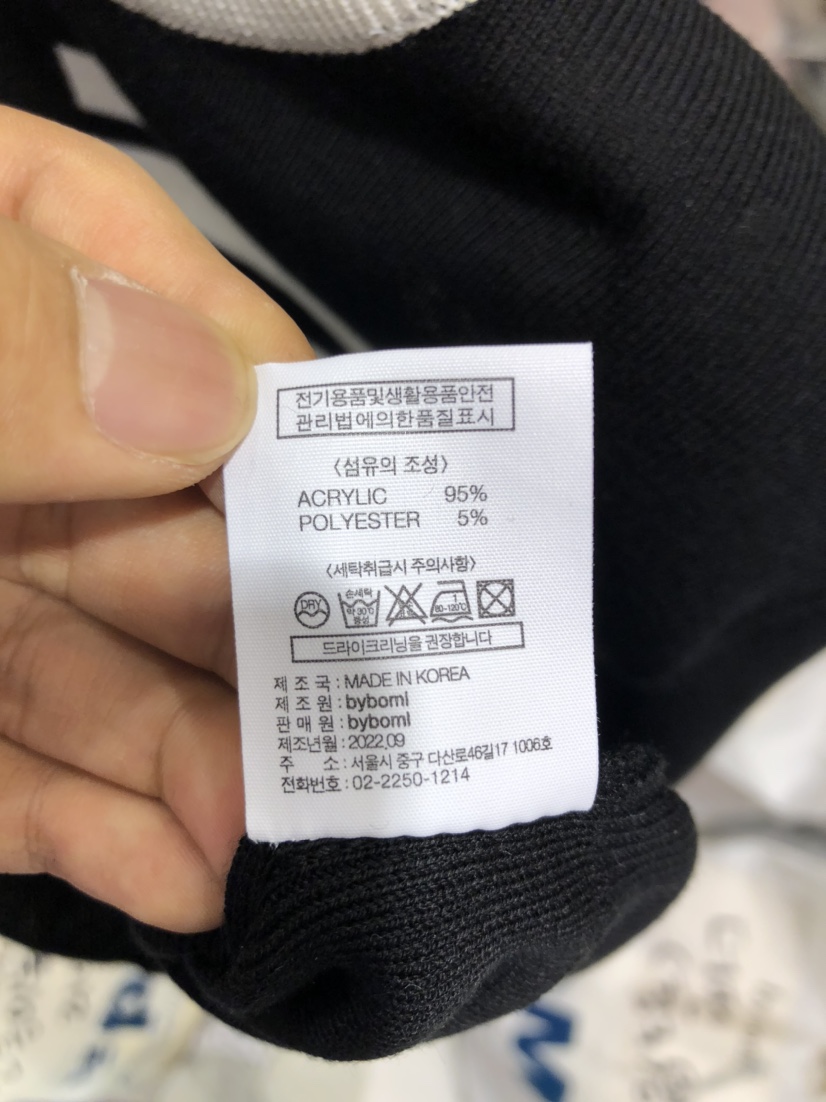 전기용품및생활용품안전
관리법에의한품질표시
〈섬유의 조성〉
ACRYLIC 95%
POLYESTER 5%
〈세탁취급시 주의사항〉
DRY 손세탁 약 30℃ 중성 1 80~120℃
드라이크리닝을 권장합니다
제 조 국 : MADE IN KOREA
제 조 원 : byboml
판 매 원 : byboml
제조년월 : 2022.09
주 소 : 서울시 중구 다산로46길17 1006호
전화번호 : 02-2250-1214